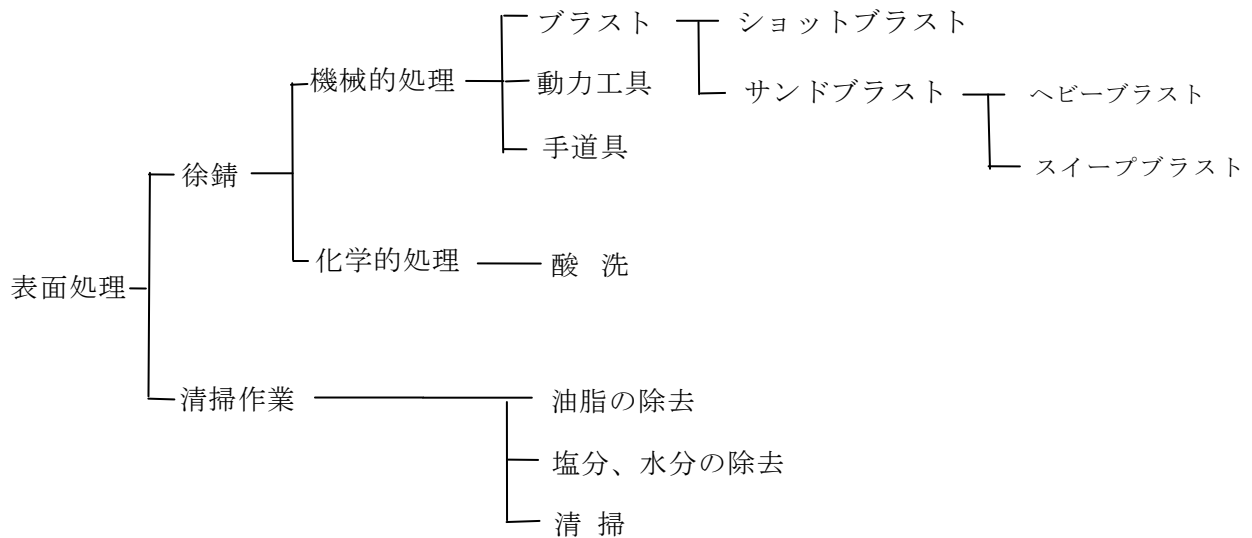 ブラスト ショットブラスト
機械的処理 動力工具
サンドブラスト ヘビーブラスト
手道具
スイープブラスト
徐錆
化学的処理 酸 洗
表面処理
清掃作業 油脂の除去
塩分、水分の除去
清 掃